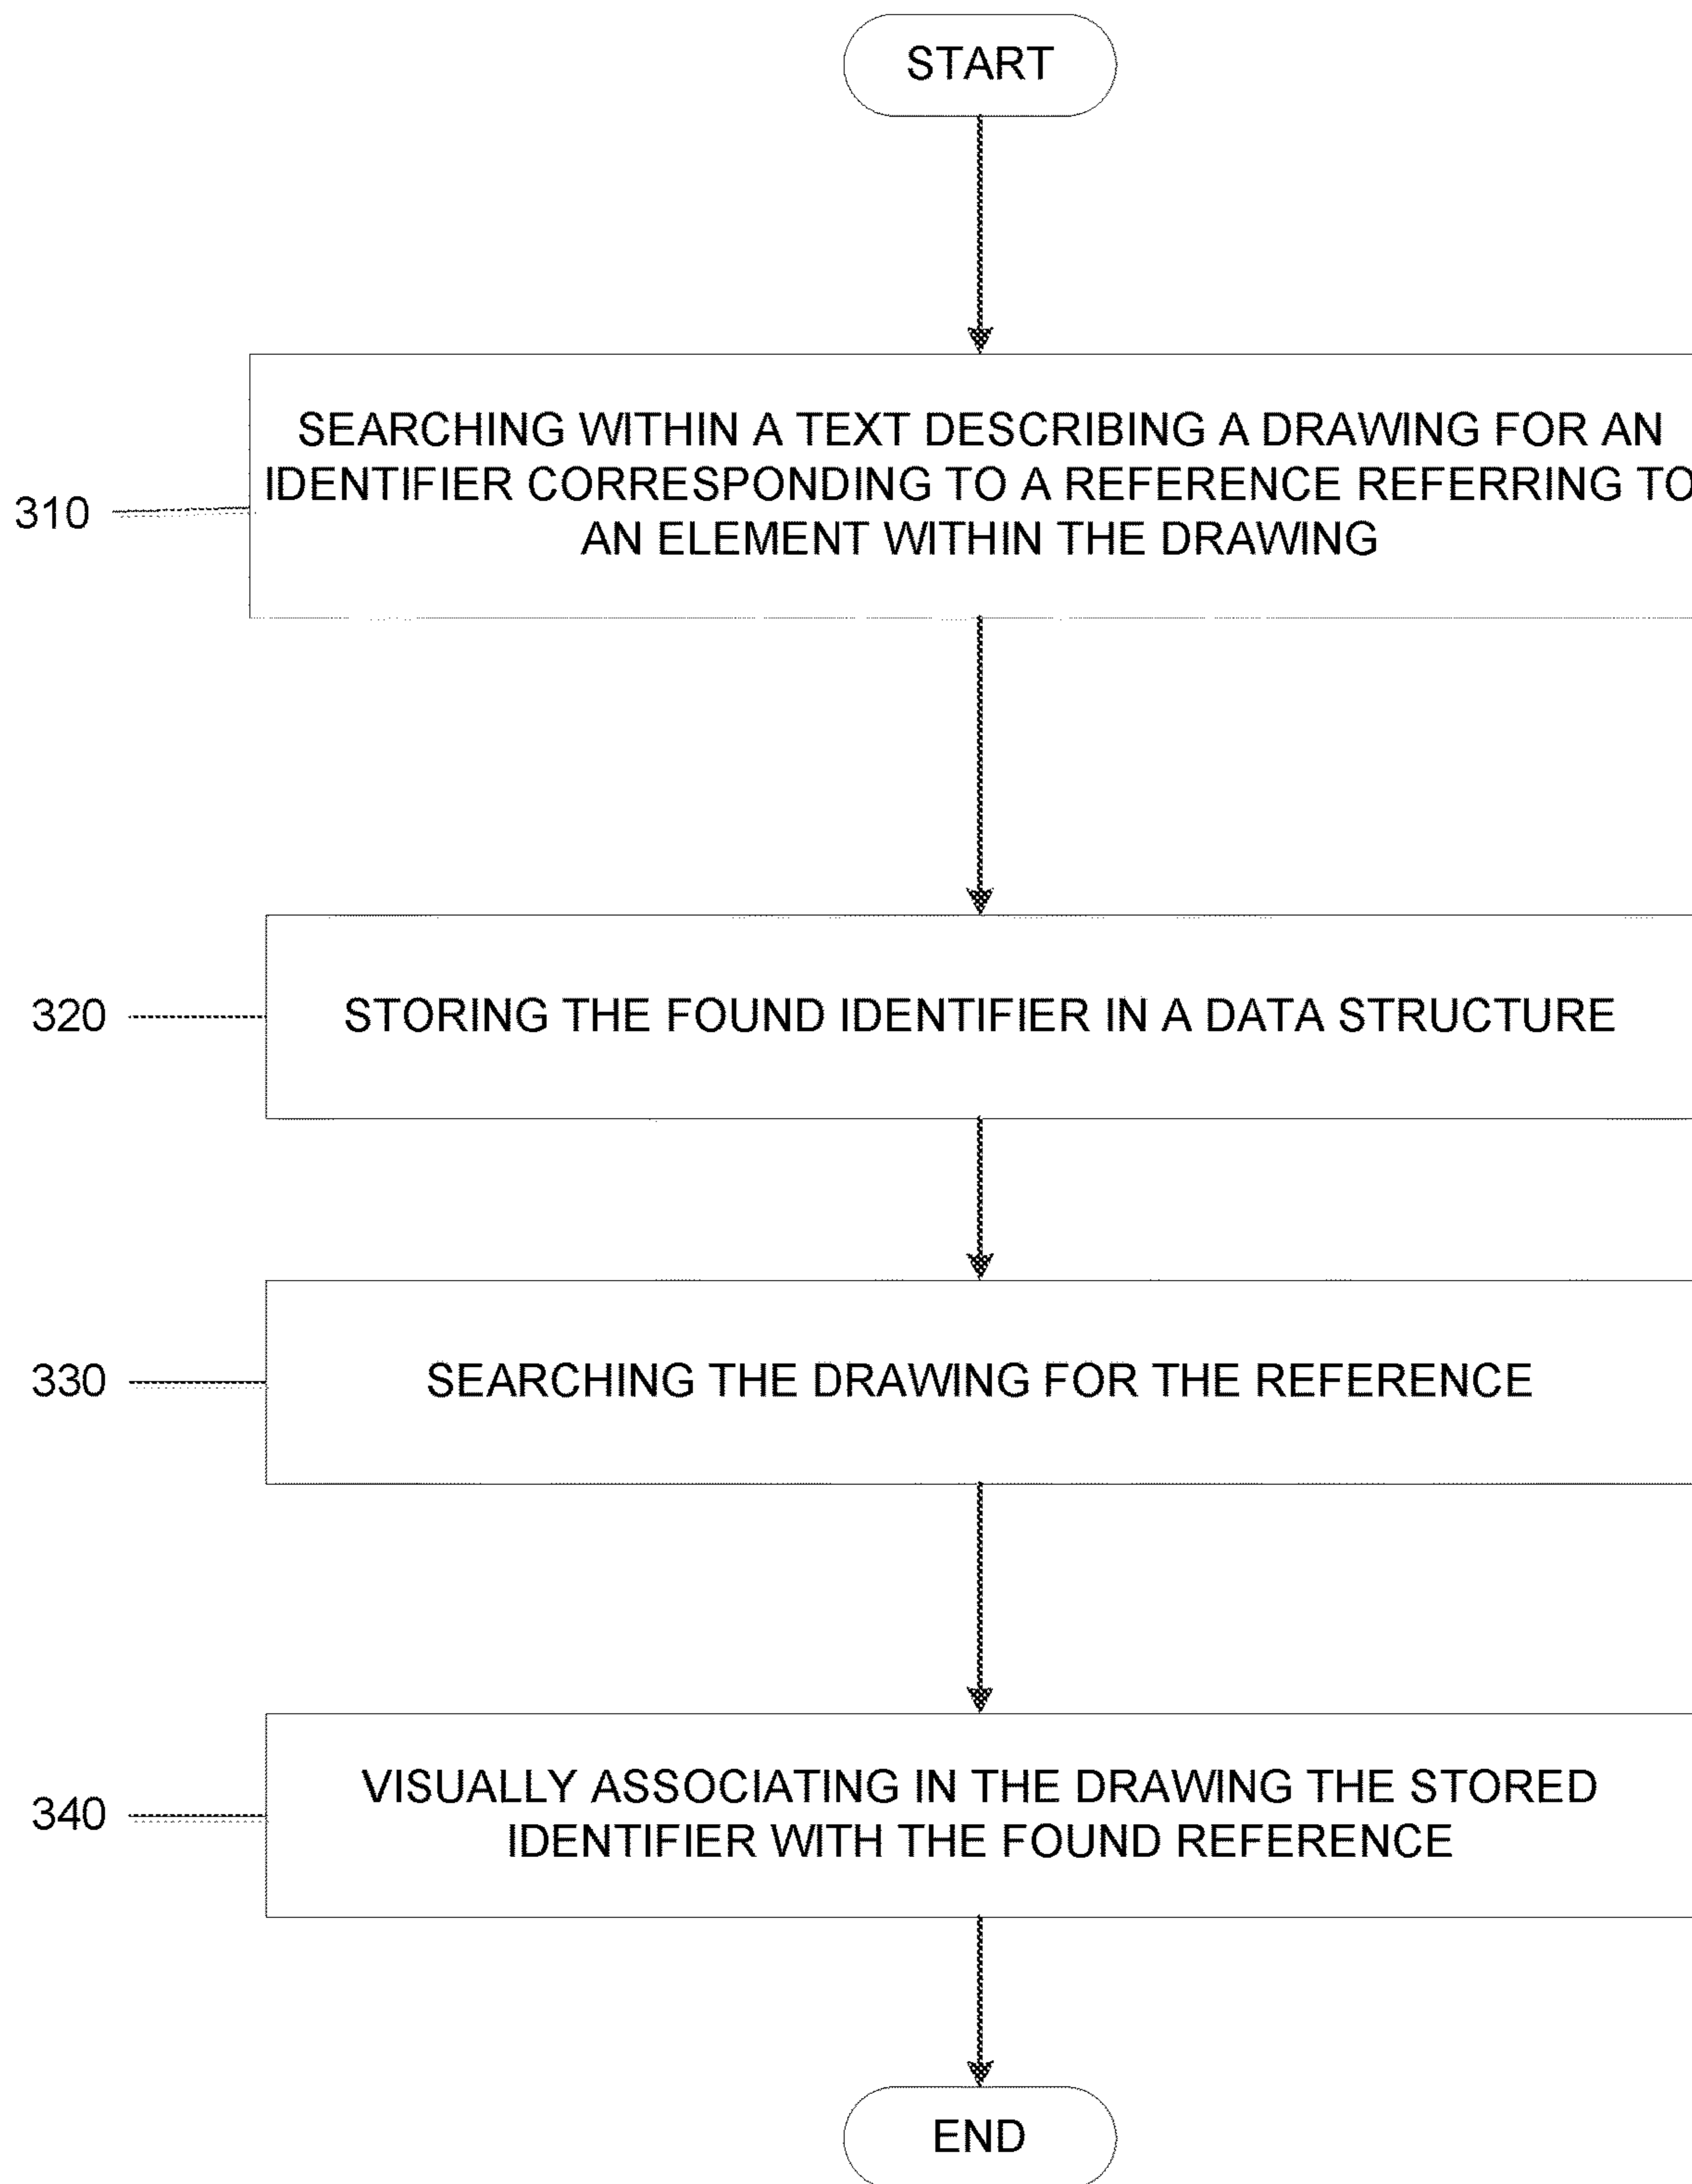 START
SEARCHING WITHIN A TEXT DESCRIBING A DRAWING FOR AN
IDENTIFIER CORRESPONDING TO A REFERENCE REFERRING TO
AN ELEMENT WITHIN THE DRAWING
310
320
STORING THE FOUND IDENTIFIER IN A DATA STRUCTURE
330
SEARCHING THE DRAWING FOR THE REFERENCE
VISUALLY ASSOCIATING IN THE DRAWING THE STORED
IDENTIFIER WITH THE FOUND REFERENCE
340
END